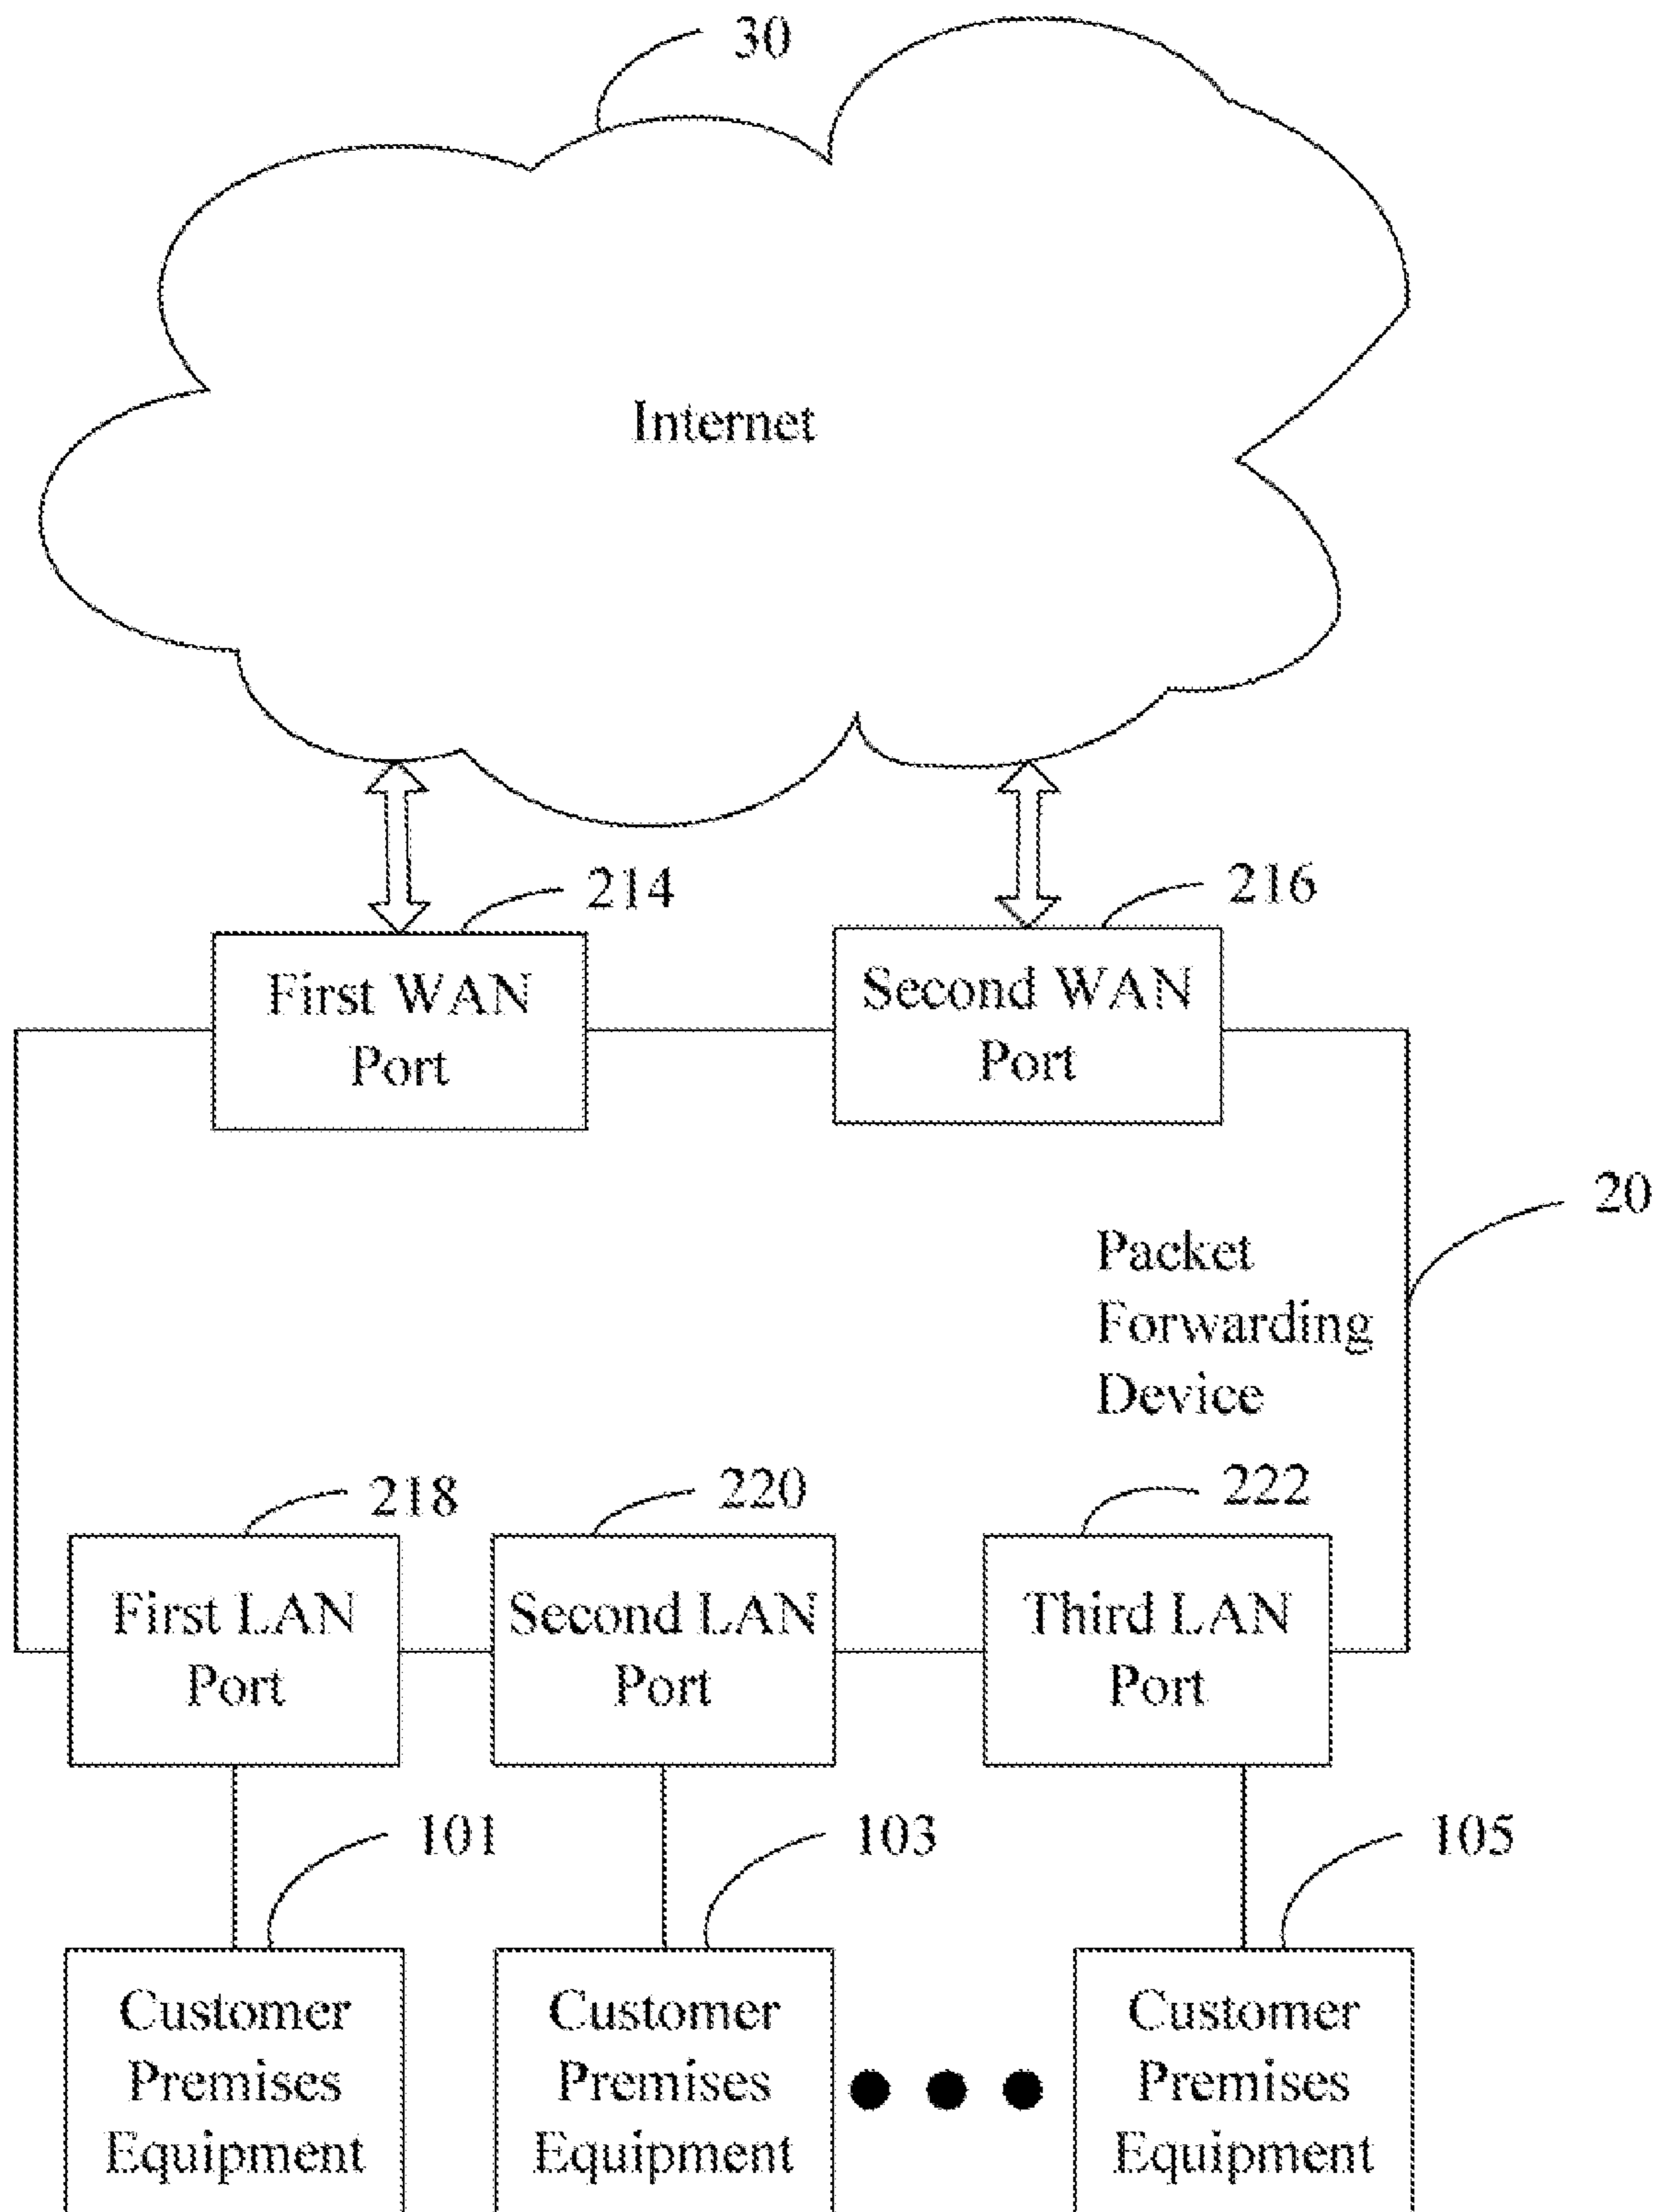 30
Internet
214
216
First WAN
Port
Second WAN
Port
20
Packet
Forwarding
Device
218
220
222
First LAN
Port
Second LAN
Port
Third LAN
Port
101
103
105
Customer
Premises
Equipment
Customer
Premises
Equipment
Customer
Premises
Equipment